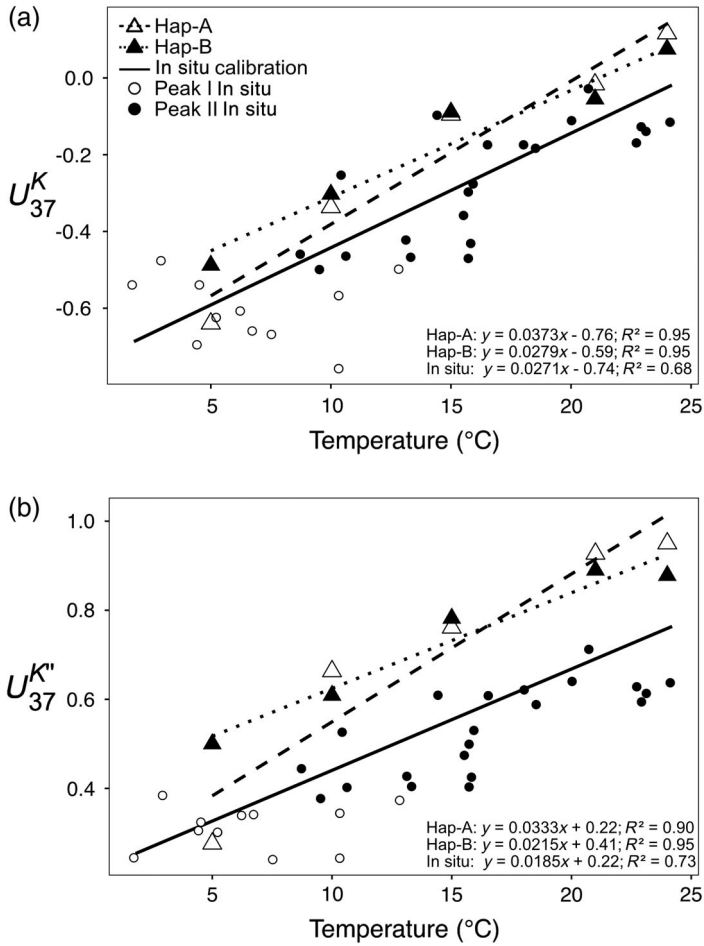 (a)
Hap-A
Hap-B
In situ calibration
Peak I In situ
Peak II In situ
0.0
-0.2
-0.4
-0.6
U37K
Hap-A: y = 0.0373x - 0.76; R² = 0.95
Hap-B: y = 0.0279x - 0.59; R² = 0.95
In situ: y = 0.0271x - 0.74; R² = 0.68
5 10 15 20 25
Temperature (°C)
(b)
1.0
0.8
0.6
0.4
U37K"
Hap-A: y = 0.0333x + 0.22; R² = 0.90
Hap-B: y = 0.0215x + 0.41; R² = 0.95
In situ: y = 0.0185x + 0.22; R² = 0.73
5 10 15 20 25
Temperature (°C)